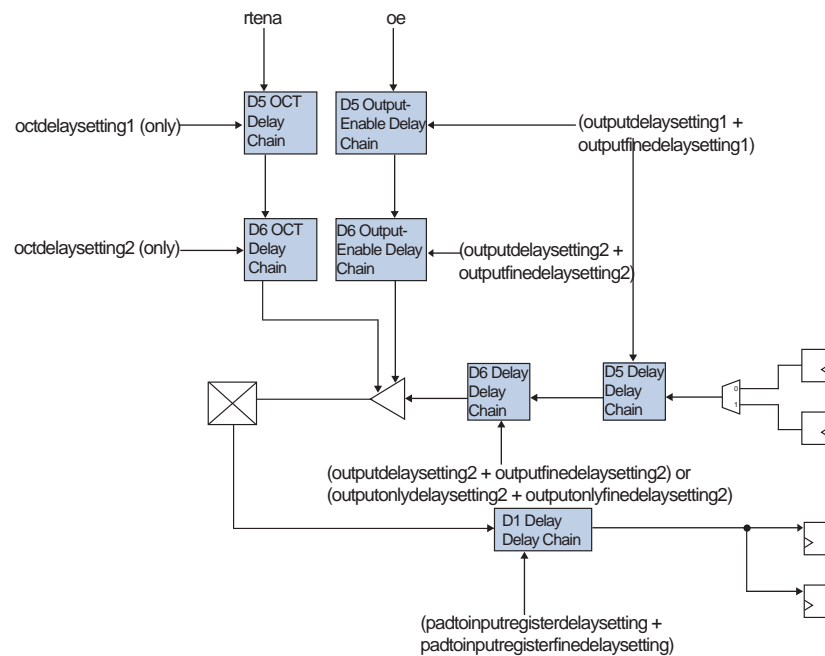 rtena
oe
D5 OCT
Delay
Chain
D5 Output-
Enable Delay
Chain
octdelaysetting1 (only)
(outputdelaysetting1 +
outputfinedelaysetting1)
D6 OCT
Delay
Chain
D6 Output-
Enable Delay
Chain
octdelaysetting2 (only)
(outputdelaysetting2 +
outputfinedelaysetting2)
D6 Delay
Delay
Chain
D5 Delay
Delay
Chain
0
1
(outputdelaysetting2 + outputfinedelaysetting2) or
(outputonlydelaysetting2 + outputonlyfinedelaysetting2)
D1 Delay
Delay Chain
(padtoinputregisterdelaysetting +
padtoinputregisterfinedelaysetting)